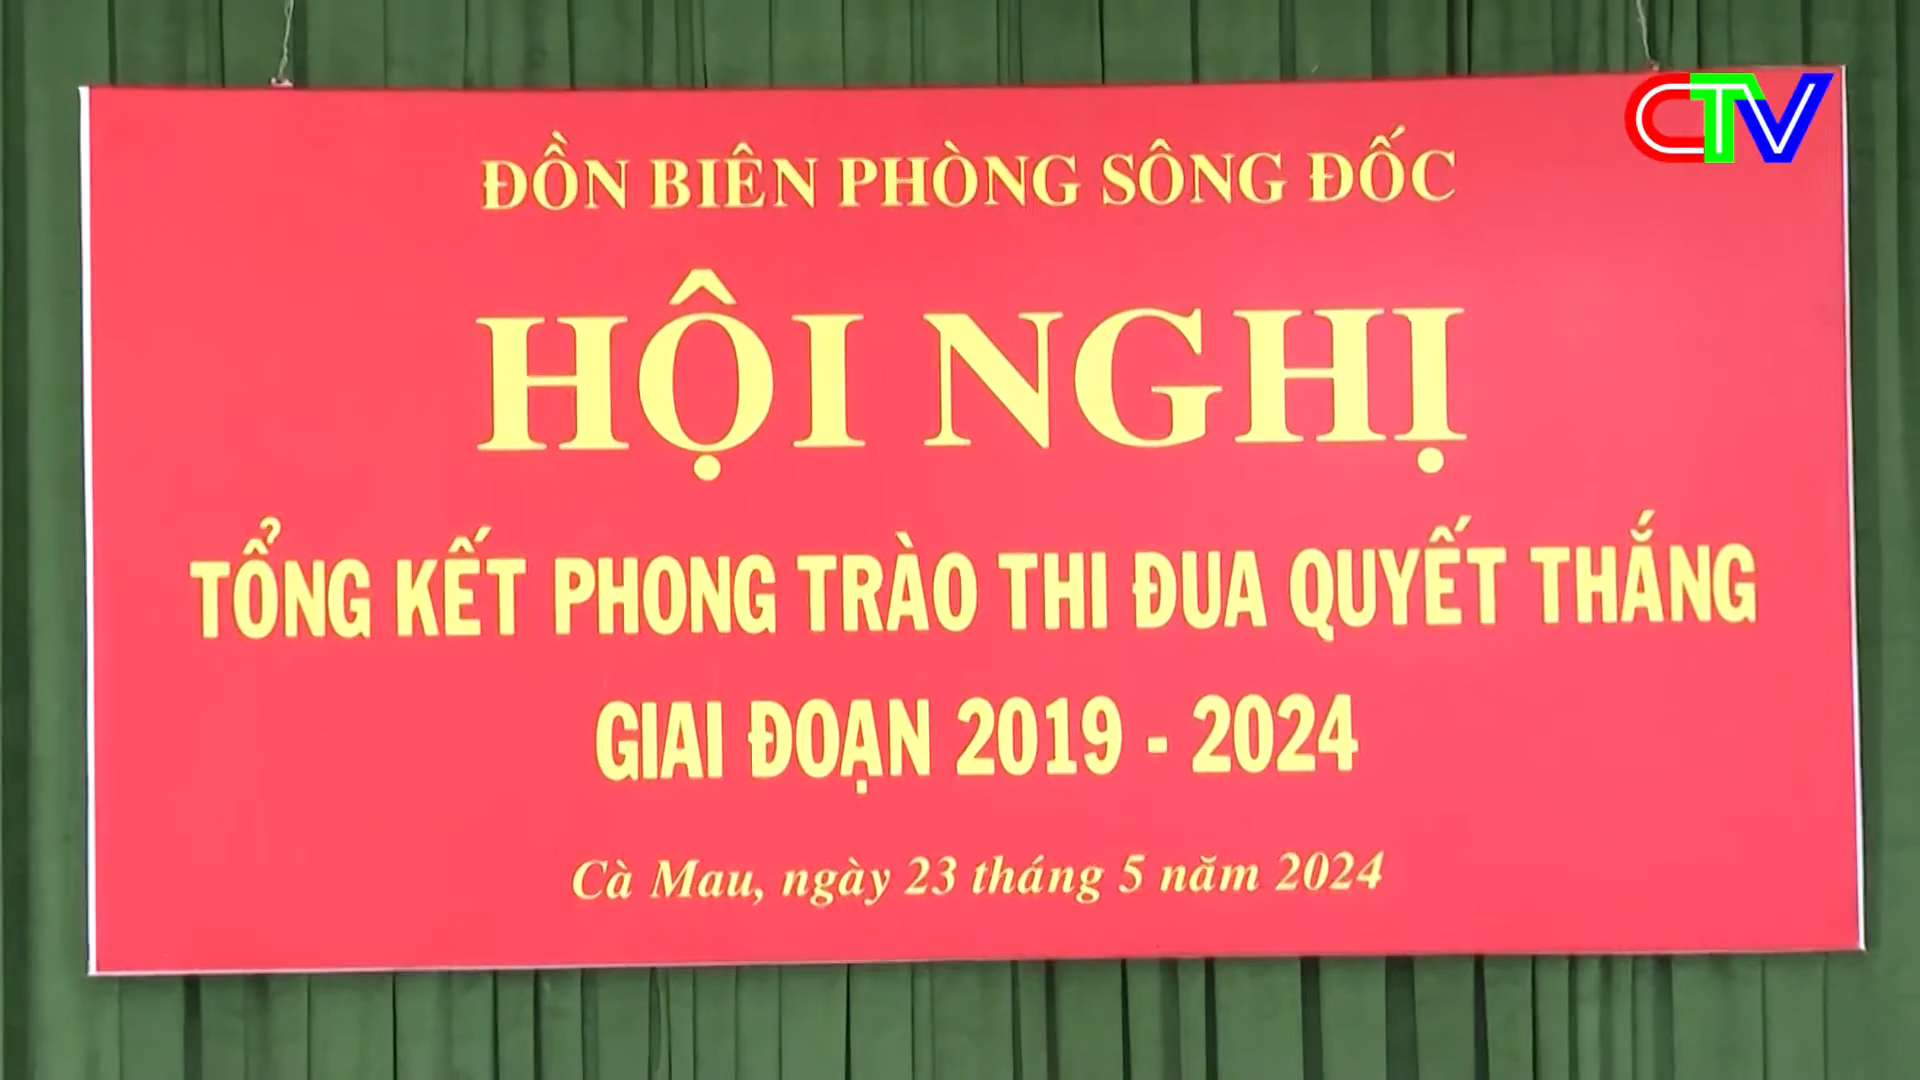 CTV
ĐỒN BIÊN PHÒNG SÔNG ĐỐC
HỘI NGHỊ
TỔNG KẾT PHONG TRÀO THI ĐUA QUYẾT THẮNG
GIAI ĐOẠN 2019 - 2024
Cà Mau, ngày 23 tháng 5 năm 2024